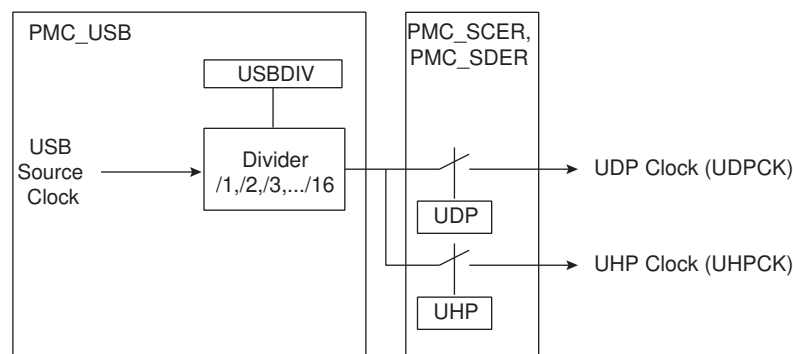 PMC_USB
PMC_SCER,
PMC_SDER
USBDIV
USB
Source
Clock
Divider
/1,/2,/3,.../16
UDP Clock (UDPCK)
UDP
UHP Clock (UHPCK)
UHP